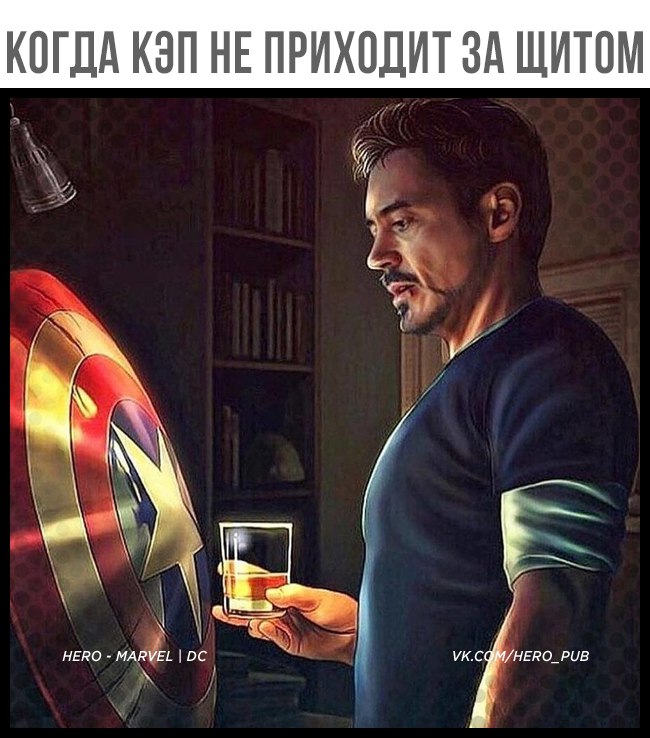 КОГДА КЭП НЕ ПРИХОДИТ ЗА ЩИТОМ
HERO - MARVEL | DC
VK.COM/HERO_PUB